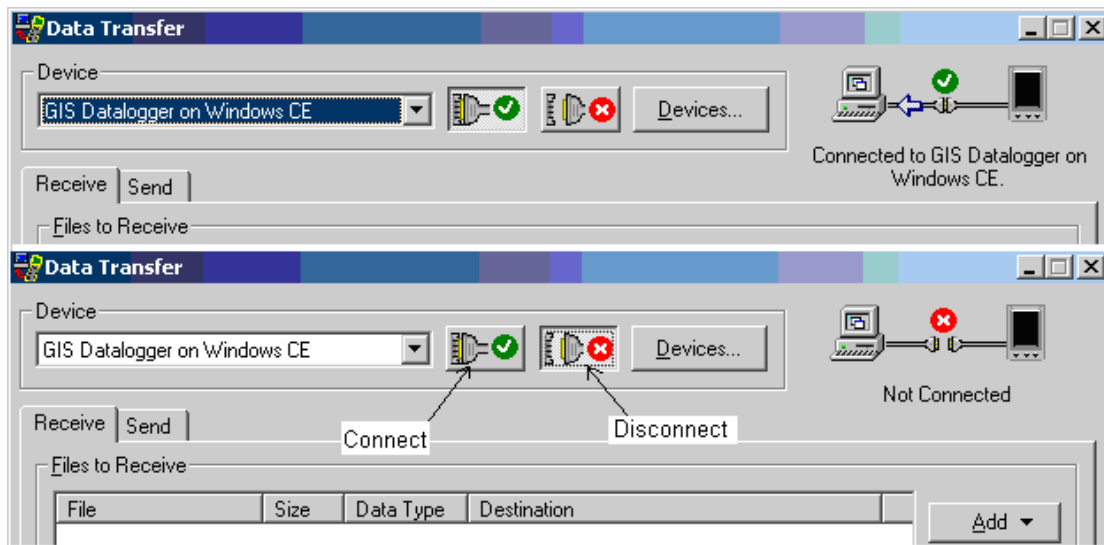 Data Transfer
Device
GIS Datalogger on Windows CE
Devices...
Connected to GIS Datalogger on
Windows CE.
Receive Send
Files to Receive
Data Transfer
Device
GIS Datalogger on Windows CE
Devices...
Not Connected
Receive Send
Connect
Disconnect
Files to Receive
File Size Data Type Destination
Add